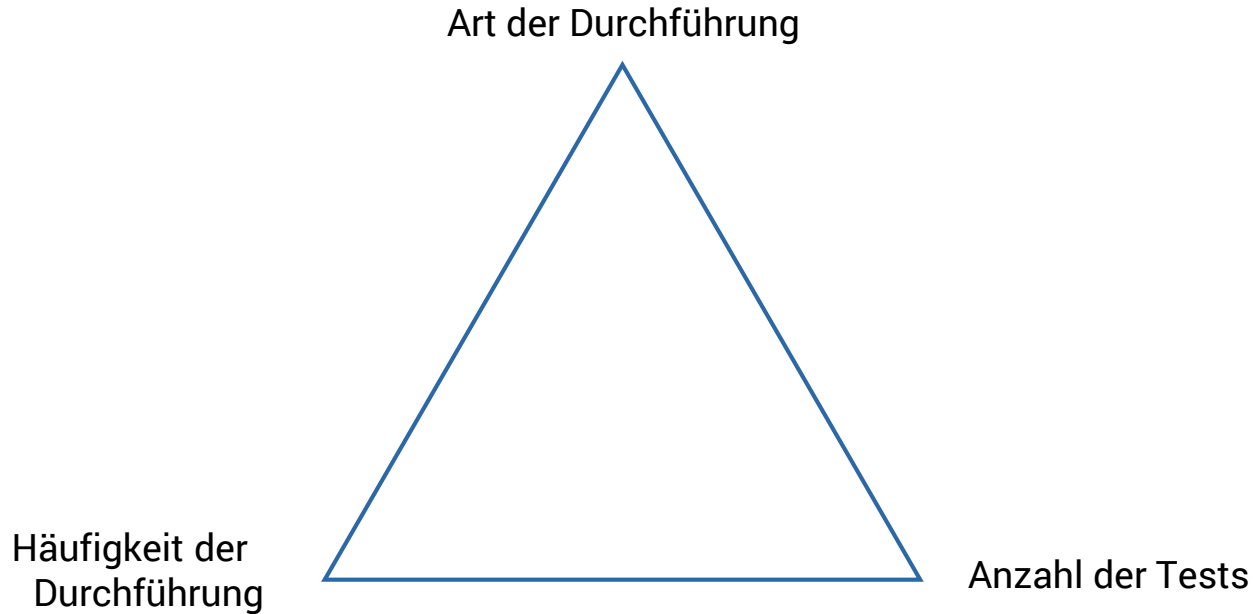 Art der Durchführung
Häufigkeit der
Durchführung
Anzahl der Tests